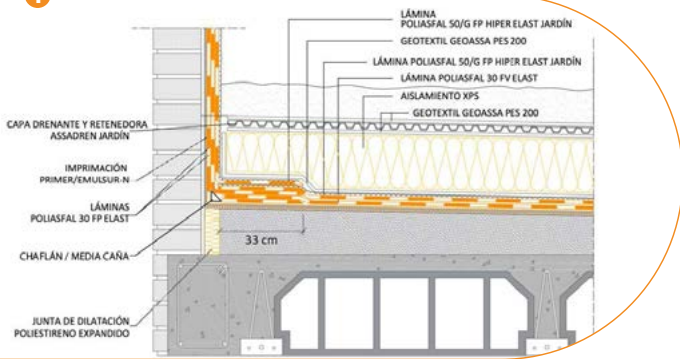 LÁMINA
POLIASFAL 50/G FP HIPER ELAST JARDÍN
GEOTEXTIL GEOASSA PES 200
LÁMINA POLIASFAL 50/G FP HIPER ELAST JARDÍN
LÁMINA POLIASFAL 30 FV ELAST
AISLAMIENTO XPS
GEOTEXTIL GEOASSA PES 200
CAPA DRENANTE Y RETENEDORA
ASSADREN JARDÍN
IMPRIMACIÓN
PRIMER/EMULSUR-N
LÁMINAS
POLIASFAL 30 FP ELAST
CHAFLÁN / MEDIA CAÑA
33 cm
JUNTA DE DILATACIÓN
POLIESTIRENO EXPANDIDO